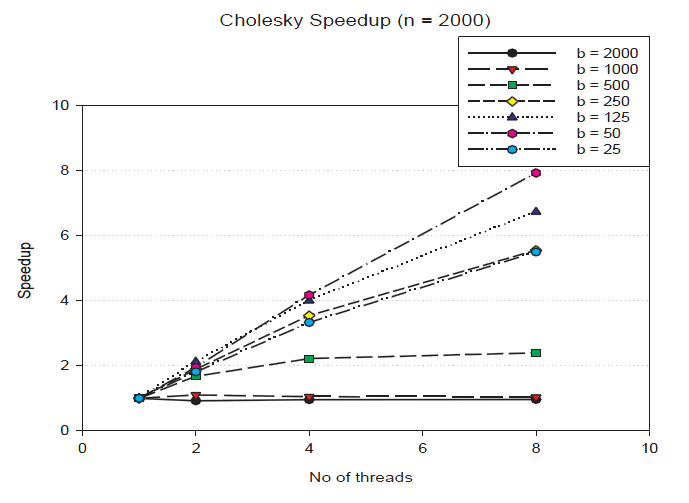 Cholesky Speedup (n = 2000)
b = 2000
b = 1000
b = 500
b = 250
b = 125
b = 50
b = 25
10
8
6
4
2
0
Speedup
0 2 4 6 8 10
No of threads